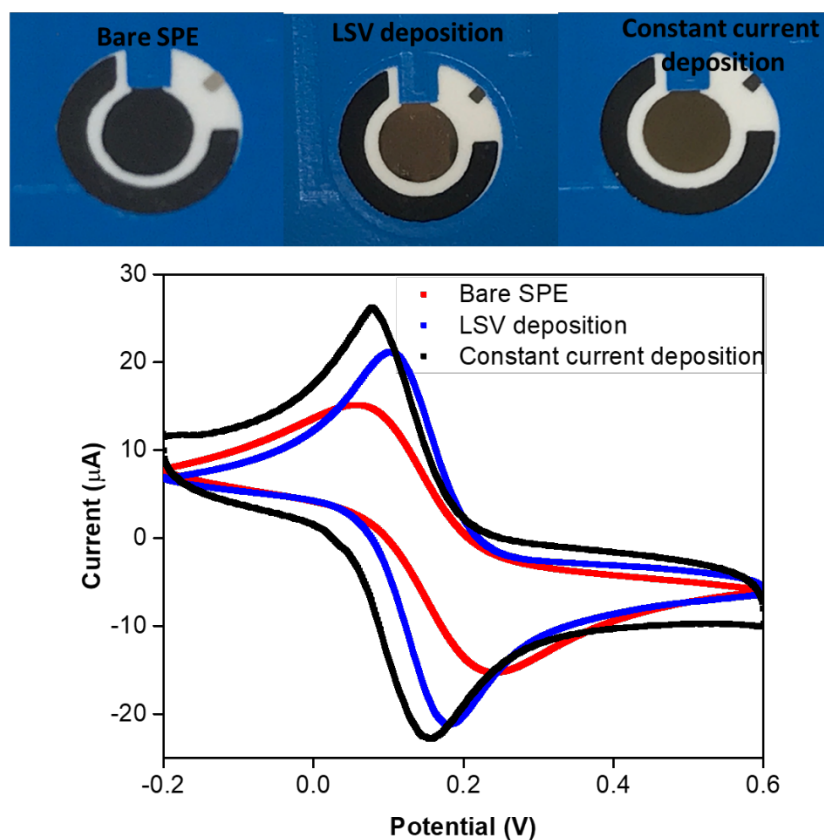 Bare SPE
LSV deposition
Constant current
deposition
30
20
10
0
-10
-20
Current (μA)
Bare SPE
LSV deposition
Constant current deposition
-0.2
0.0
0.2
0.4
0.6
Potential (V)